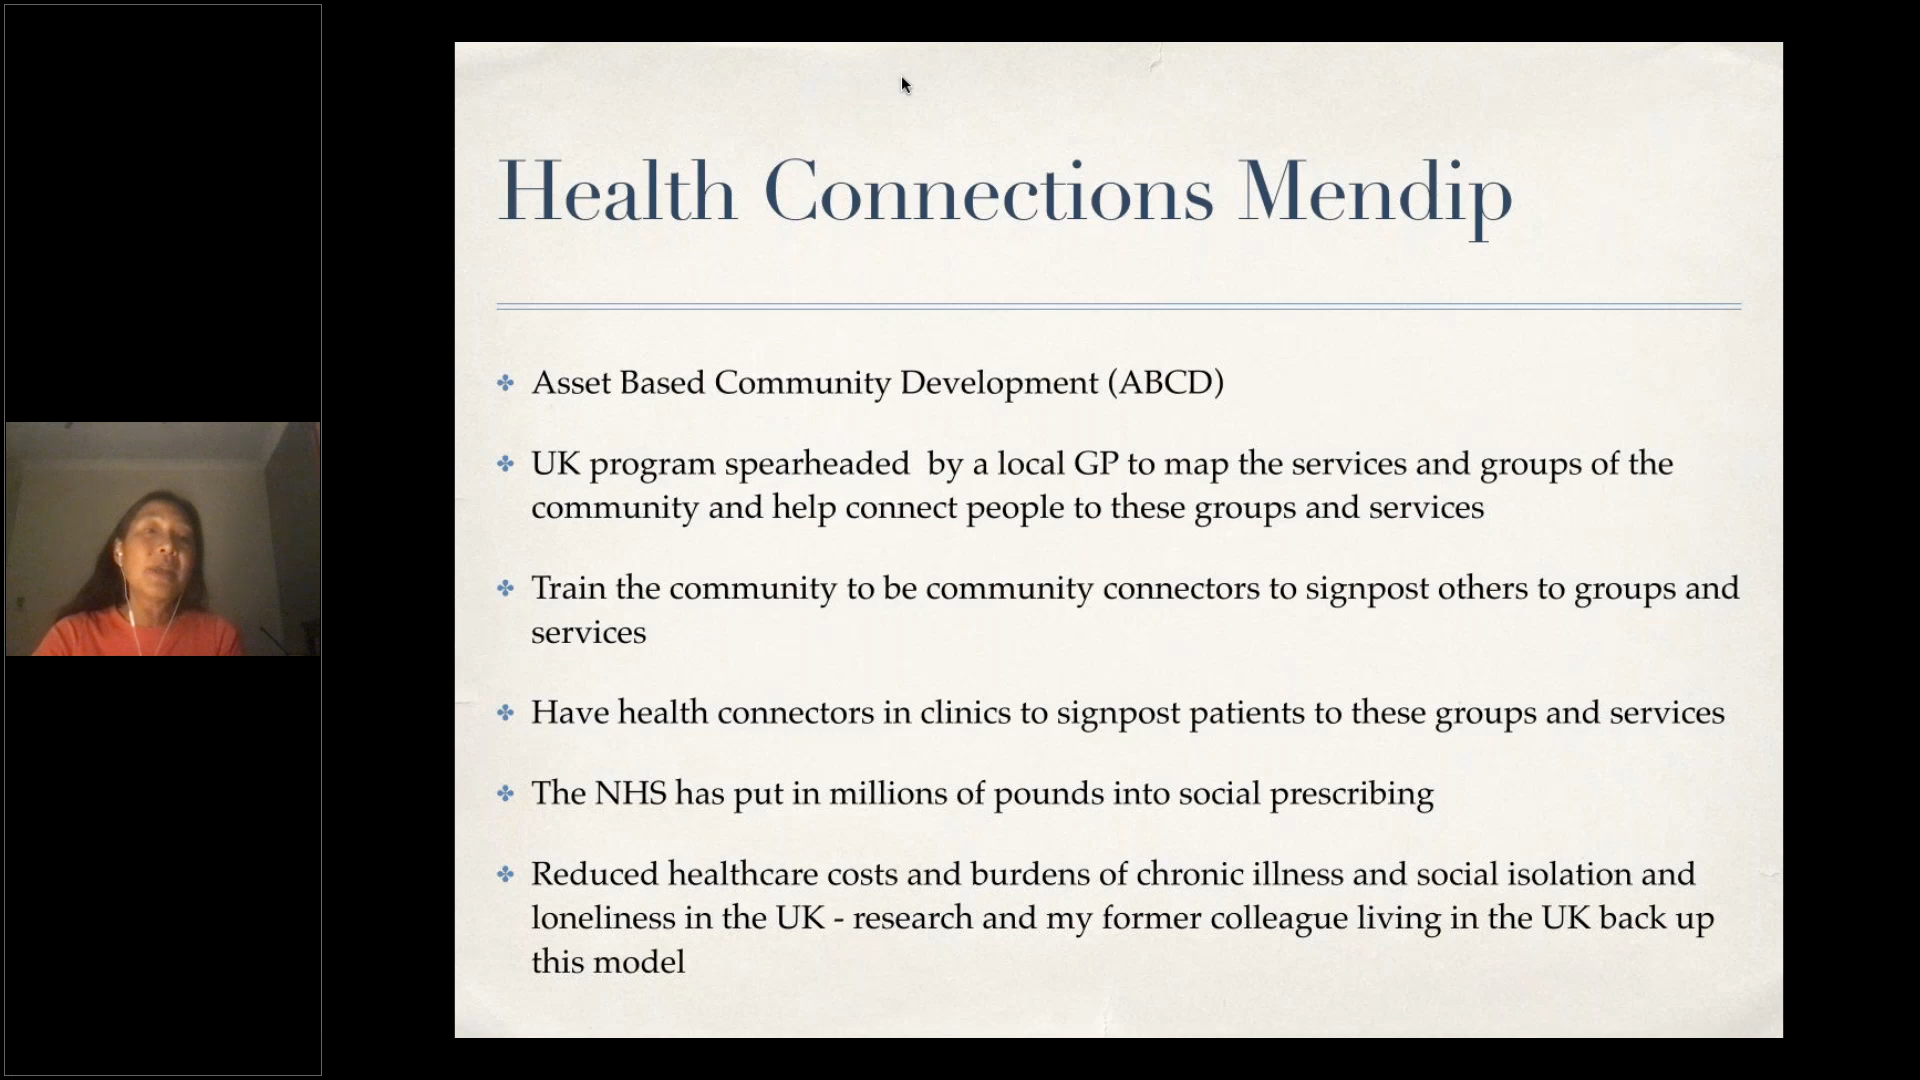 Health Connections Mendip
Asset Based Community Development (ABCD)
UK program spearheaded  by a local GP to map the services and groups of the
community and help connect people to these groups and services
Train the community to be community connectors to signpost others to groups and
services
Have health connectors in clinics to signpost patients to these groups and services
The NHS has put in millions of pounds into social prescribing
Reduced healthcare costs and burdens of chronic illness and social isolation and
loneliness in the UK - research and my former colleague living in the UK back up
this model